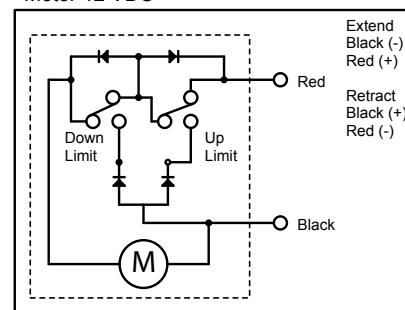 Motor 12 VDC
Extend
Black (-)
Red (+)
Red
Retract
Black (+)
Red (-)
Down
Limit
Up
Limit
Black
M